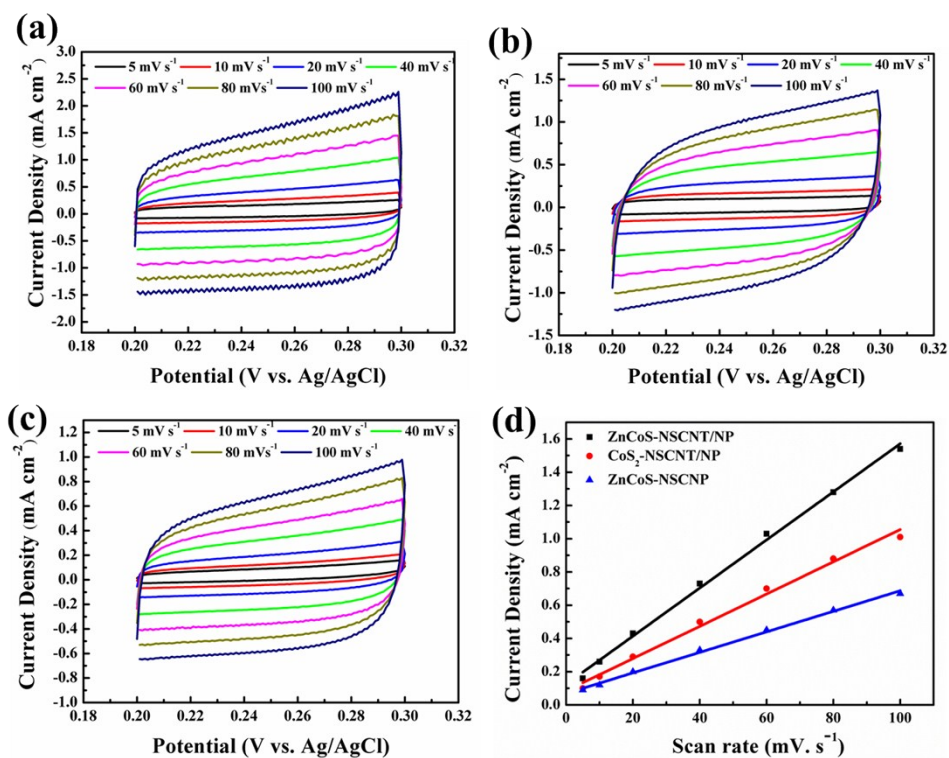 (a)
3.0
2.5
2.0
1.5
1.0
0.5
0.0
-0.5
-1.0
-1.5
-2.0
Current Density (mA cm⁻²)
5 mV s⁻¹ 10 mV s⁻¹ 20 mV s⁻¹ 40 mV s⁻¹
60 mV s⁻¹ 80 mVs⁻¹ 100 mV s⁻¹
0.20 0.22 0.24 0.26 0.28 0.30 0.32
Potential (V vs. Ag/AgCl)
(b)
1.5
1.0
0.5
0.0
-0.5
-1.0
-1.5
Current Density (mA cm⁻²)
5 mV s⁻¹ 10 mV s⁻¹ 20 mV s⁻¹ 40 mV s⁻¹
60 mV s⁻¹ 80 mV s⁻¹ 100 mV s⁻¹
0.20 0.22 0.24 0.26 0.28 0.30 0.32
Potential (V vs. Ag/AgCl)
(c)
1.2
1.0
0.8
0.6
0.4
0.2
0.0
-0.2
-0.4
-0.6
-0.8
-1.0
Current Density (mA cm⁻²)
5 mV s⁻¹ 10 mV s⁻¹ 20 mV s⁻¹ 40 mV s⁻¹
60 mV s⁻¹ 80 mV s⁻¹ 100 mV s⁻¹
0.20 0.22 0.24 0.26 0.28 0.30 0.32
Potential (V vs. Ag/AgCl)
(d)
1.6
1.4
1.2
1.0
0.8
0.6
0.4
0.2
0.0
Current Density (mA cm⁻²)
ZnCoS-NSCNT/NP
CoS₂-NSCNT/NP
ZnCoS-NSCNP
0 20 40 60 80 100
Scan rate (mV. s⁻¹)